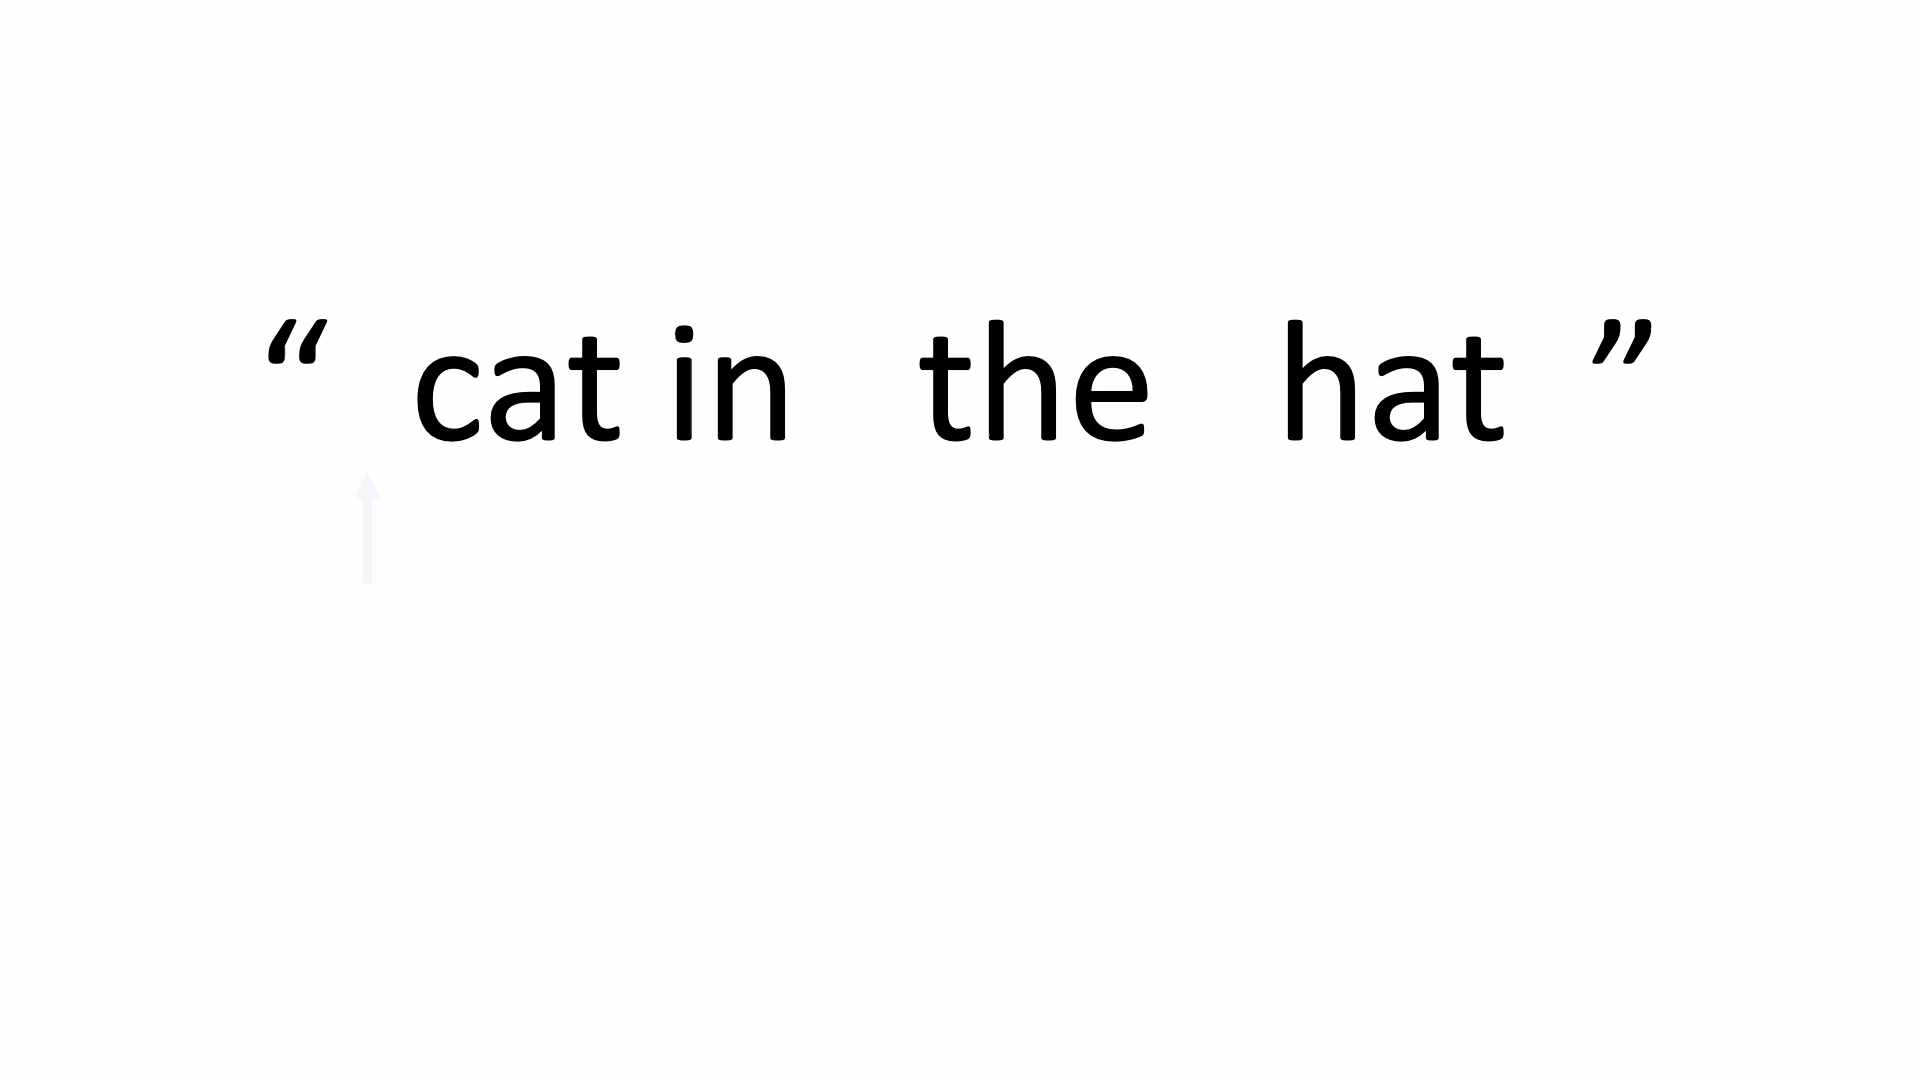 “  cat in   the   hat  ”